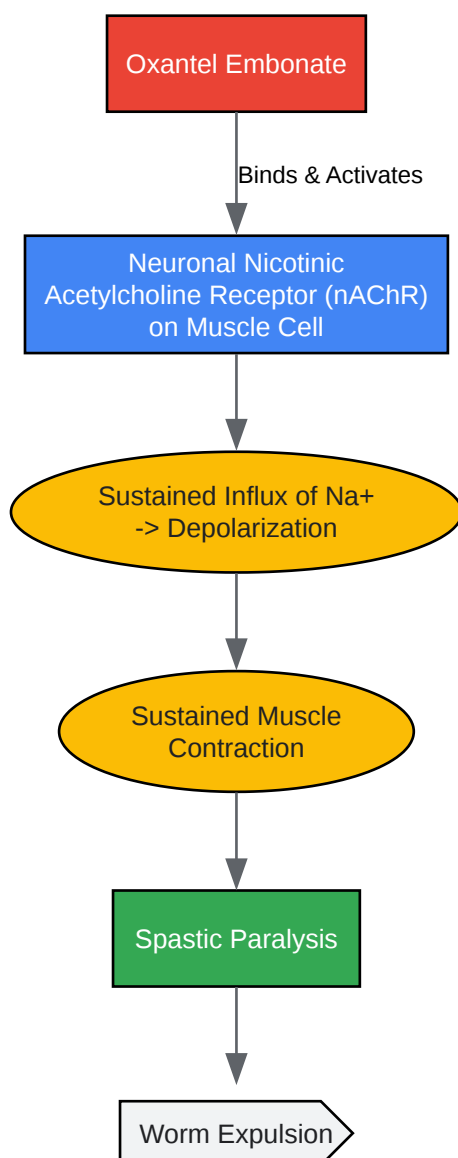 Oxantel Embonate
Binds & Activates
Neuronal Nicotinic
Acetylcholine Receptor (nAChR)
on Muscle Cell
Sustained Influx of Na+
-> Depolarization
Sustained Muscle
Contraction
Spastic Paralysis
Worm Expulsion